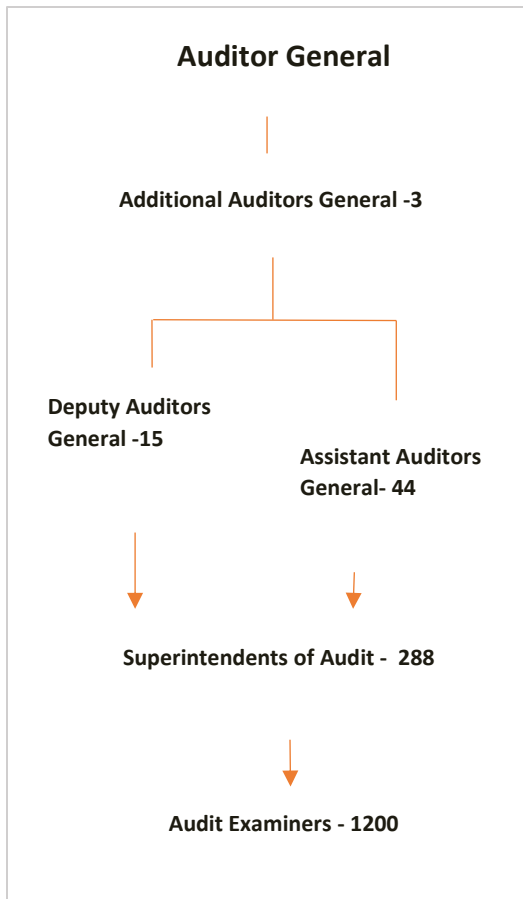 Auditor General
Additional Auditors General -3
Deputy Auditors
General -15
Assistant Auditors
General- 44
Superintendents of Audit -  288
Audit Examiners - 1200